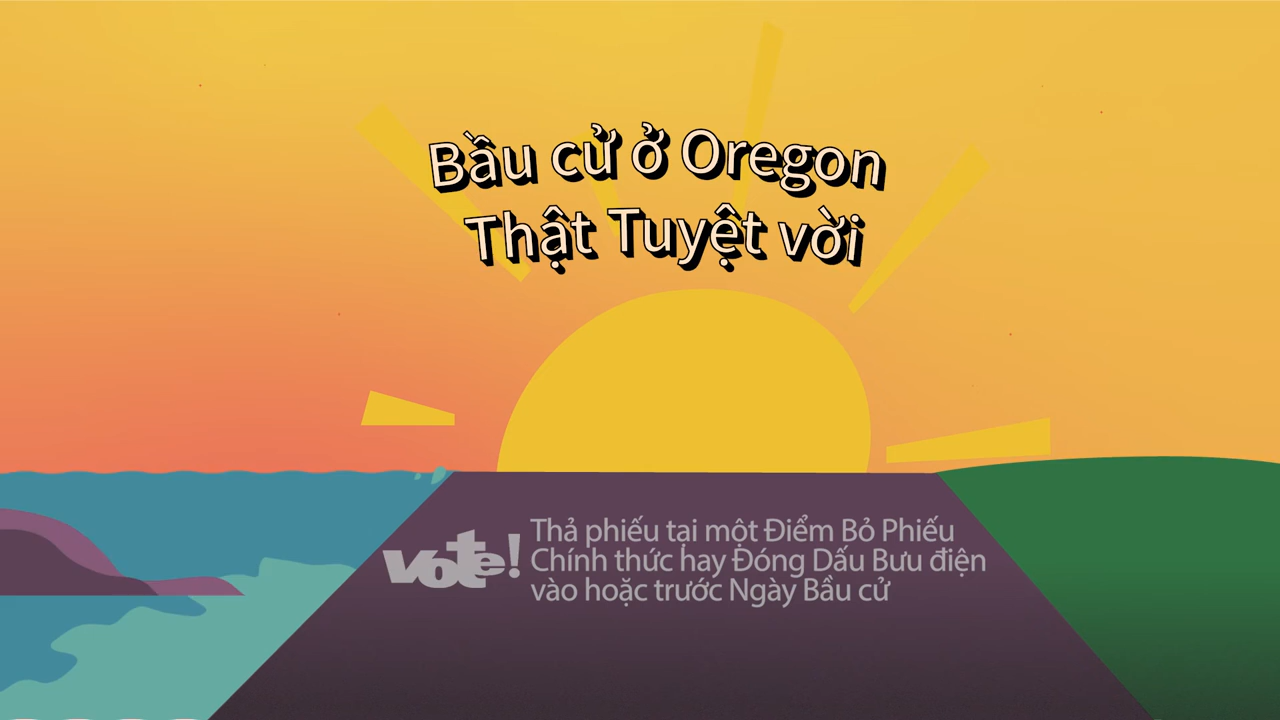 Bầu cử ở Oregon
Thật Tuyệt vời
vote!
Thả phiếu tại một Điểm Bỏ Phiếu
Chính thức hay Đóng Dấu Bưu điện
vào hoặc trước Ngày Bầu cử